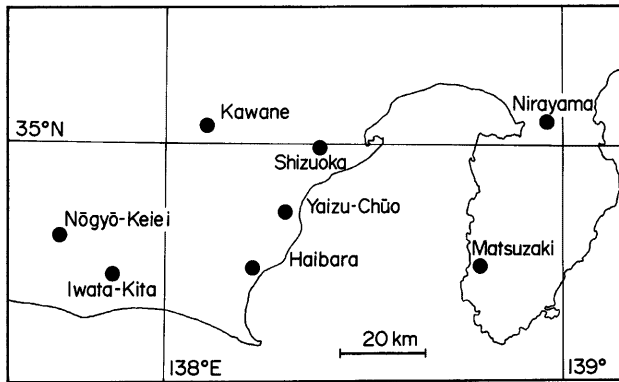 Kawane
Nirayama
35°N
Shizuoka
Yaizu-Chūo
Nōgyō-Keiei
Haibara
Matsuzaki
Iwata-Kita
20 km
138°E
139°